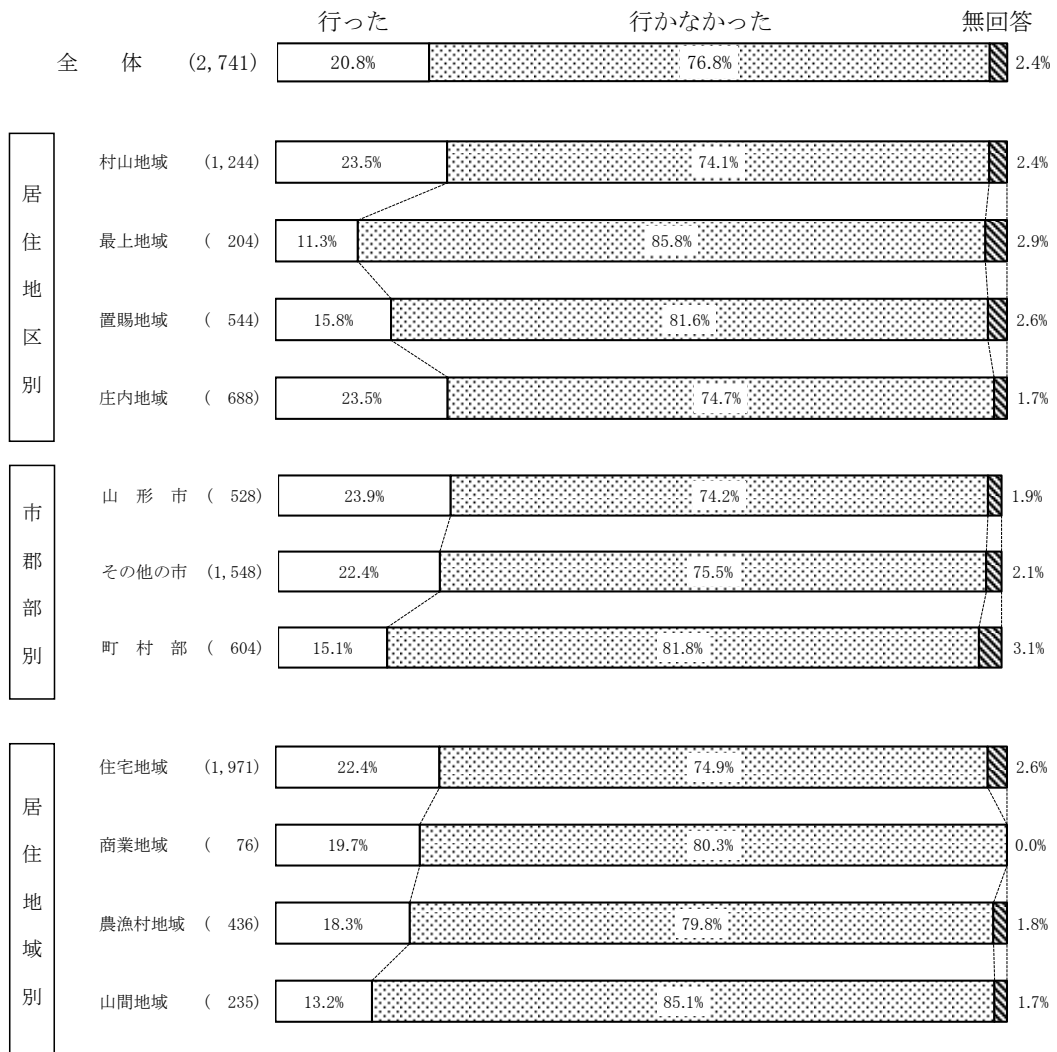 行った 行かなかった 無回答
全 体 (2,741) 20.8% 76.8% 2.4%
居住地区別
村山地域 (1,244) 23.5% 74.1% 2.4%
最上地域 ( 204) 11.3% 85.8% 2.9%
置賜地域 ( 544) 15.8% 81.6% 2.6%
庄内地域 ( 688) 23.5% 74.7% 1.7%
市郡部別
山 形 市 ( 528) 23.9% 74.2% 1.9%
その他の市 (1,548) 22.4% 75.5% 2.1%
町 村 部 ( 604) 15.1% 81.8% 3.1%
居住地域別
住宅地域 (1,971) 22.4% 74.9% 2.6%
商業地域 ( 76) 19.7% 80.3% 0.0%
農漁村地域 ( 436) 18.3% 79.8% 1.8%
山間地域 ( 235) 13.2% 85.1% 1.7%